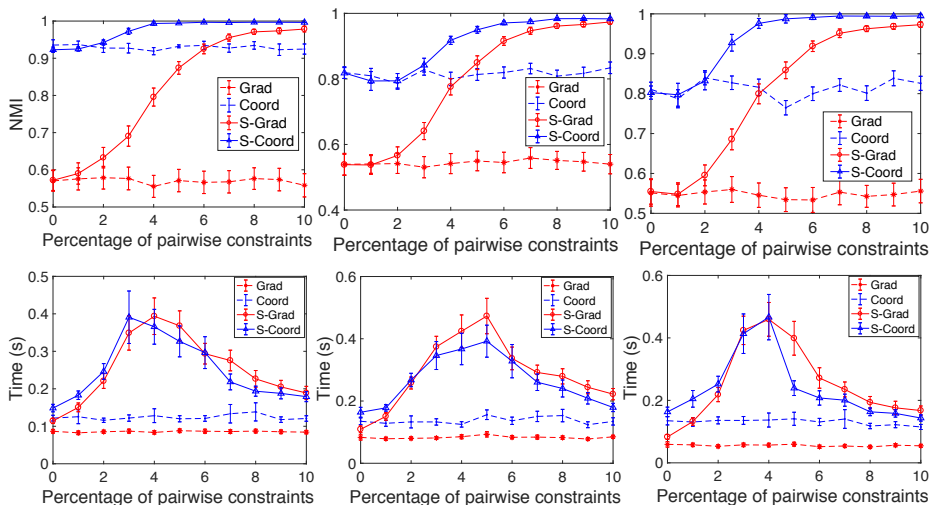 NMI
1
0.9
0.8
0.7
0.6
0.5
0 2 4 6 8 10
Percentage of pairwise constraints
Grad
Coord
S-Grad
S-Coord
1
0.8
0.6
0.4
0 2 4 6 8 10
Percentage of pairwise constraints
Grad
Coord
S-Grad
S-Coord
1
0.9
0.8
0.7
0.6
0.5
0 2 4 6 8 10
Percentage of pairwise constraints
Grad
Coord
S-Grad
S-Coord
Time (s)
0.5
0.4
0.3
0.2
0.1
0
0 2 4 6 8 10
Percentage of pairwise constraints
Grad
Coord
S-Grad
S-Coord
Time (s)
0.6
0.4
0.2
0
0 2 4 6 8 10
Percentage of pairwise constraints
Grad
Coord
S-Grad
S-Coord
Time (s)
0.6
0.4
0.2
0
0 2 4 6 8 10
Percentage of pairwise constraints
Grad
Coord
S-Grad
S-Coord